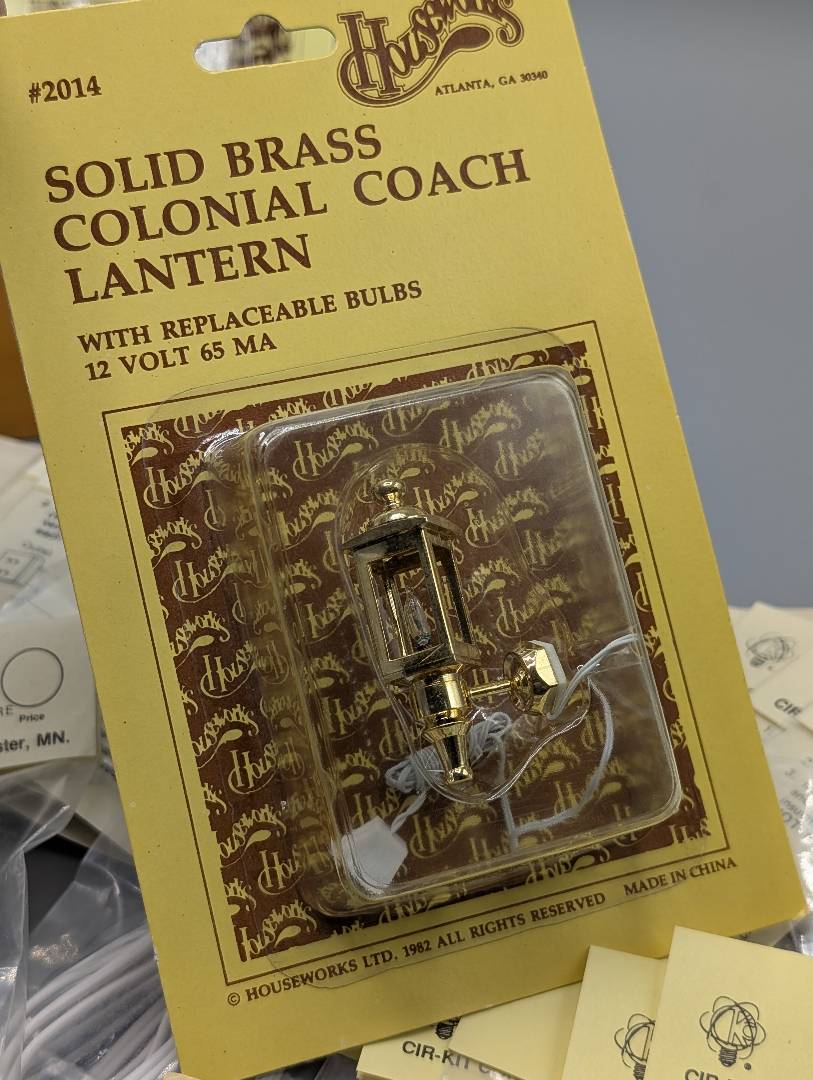 Houseworks
#2014
ATLANTA, GA 30340
SOLID BRASS
COLONIAL COACH
LANTERN
WITH REPLACEABLE BULBS
12 VOLT 65 MA
Houseworks
© HOUSEWORKS LTD. 1982 ALL RIGHTS RESERVED MADE IN CHINA
Price
MN.
CIR-KIT